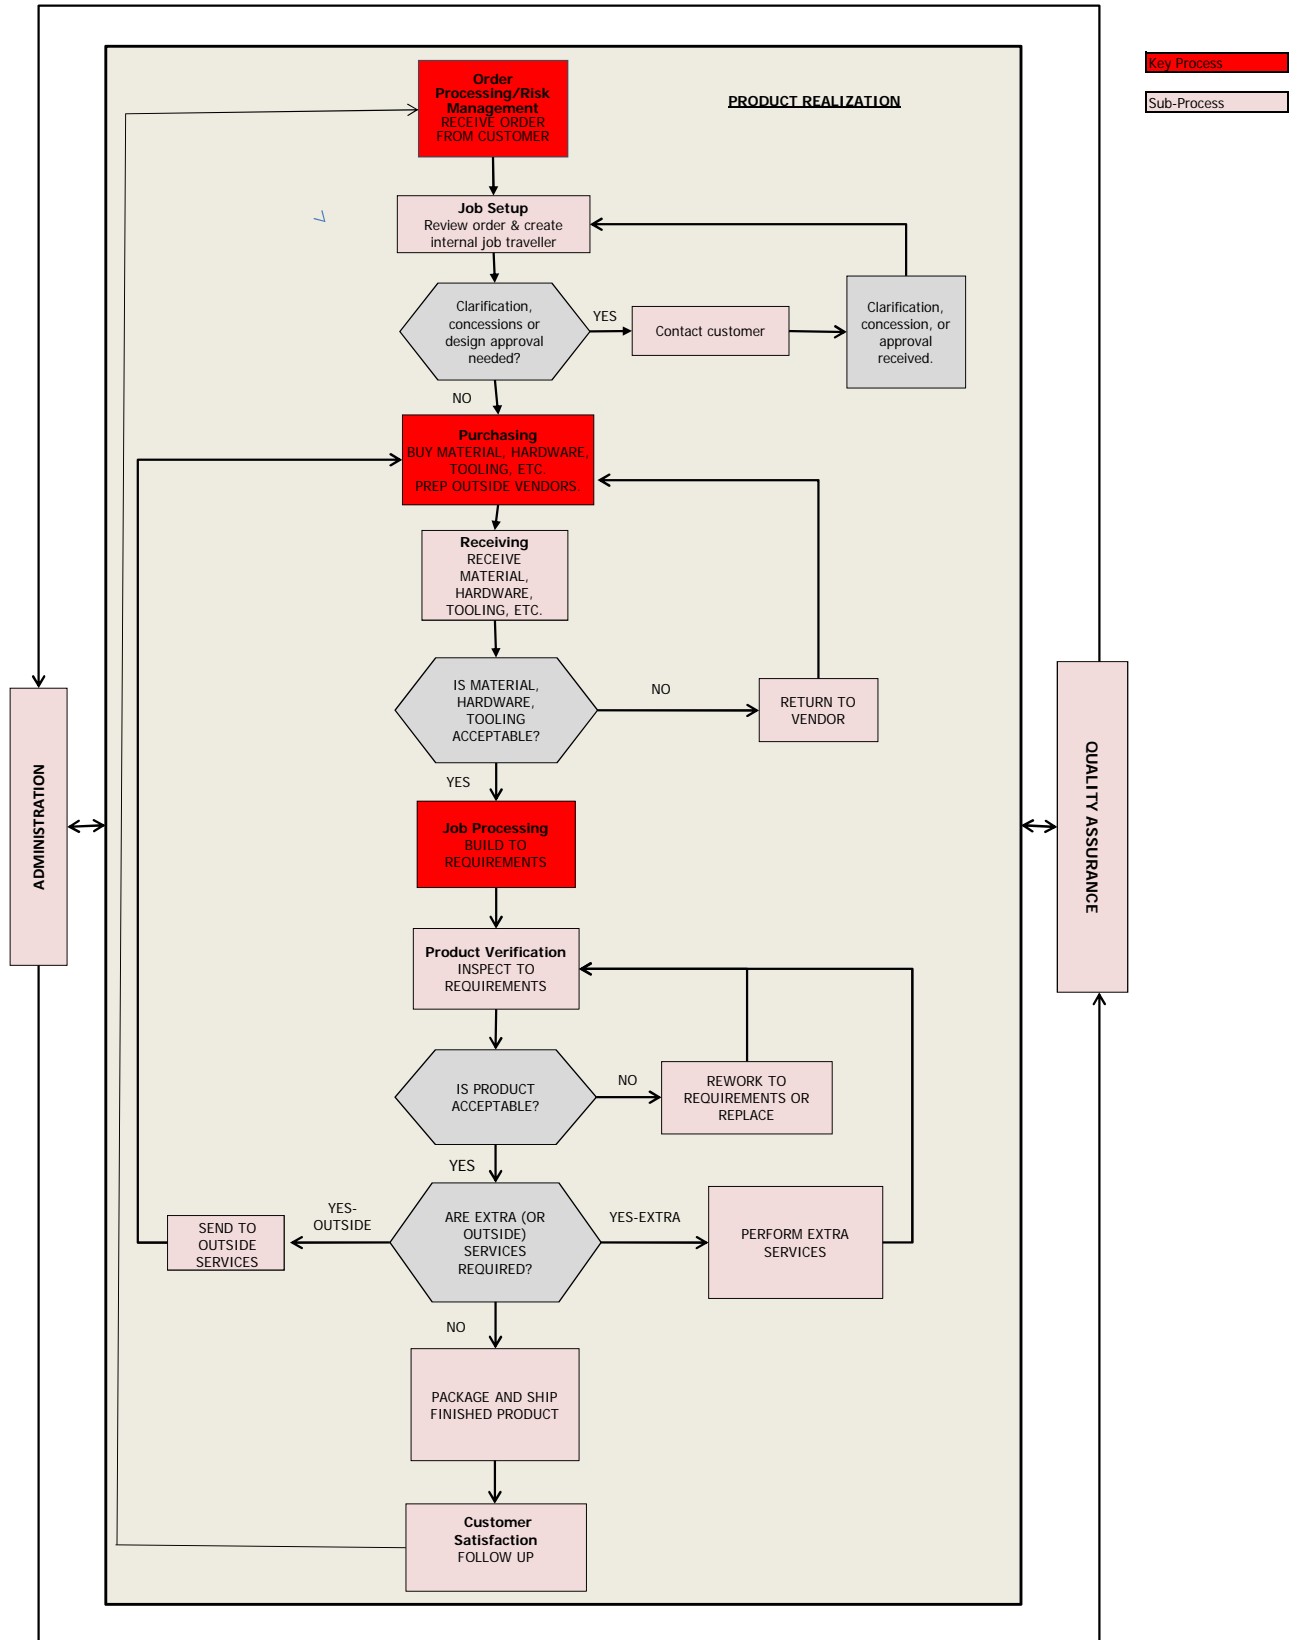 Key Process
Sub-Process
PRODUCT REALIZATION
Order
Processing/Risk
Management
RECEIVE ORDER
FROM CUSTOMER
Job Setup
Review order & create
internal job traveller
Clarification,
concessions or
design approval
needed?
YES
Contact customer
Clarification,
concession, or
approval
received.
NO
Purchasing
BUY MATERIAL, HARDWARE,
TOOLING, ETC.
PREP OUTSIDE VENDORS.
Receiving
RECEIVE
MATERIAL,
HARDWARE,
TOOLING, ETC.
IS MATERIAL,
HARDWARE,
TOOLING
ACCEPTABLE?
NO
RETURN TO
VENDOR
YES
ADMINISTRATION
QUALITY ASSURANCE
Job Processing
BUILD TO
REQUIREMENTS
Product Verification
INSPECT TO
REQUIREMENTS
IS PRODUCT
ACCEPTABLE?
NO
REWORK TO
REQUIREMENTS OR
REPLACE
YES
ARE EXTRA (OR
OUTSIDE)
SERVICES
REQUIRED?
YES-
OUTSIDE
SEND TO
OUTSIDE
SERVICES
YES-EXTRA
PERFORM EXTRA
SERVICES
NO
PACKAGE AND SHIP
FINISHED PRODUCT
Customer
Satisfaction
FOLLOW UP